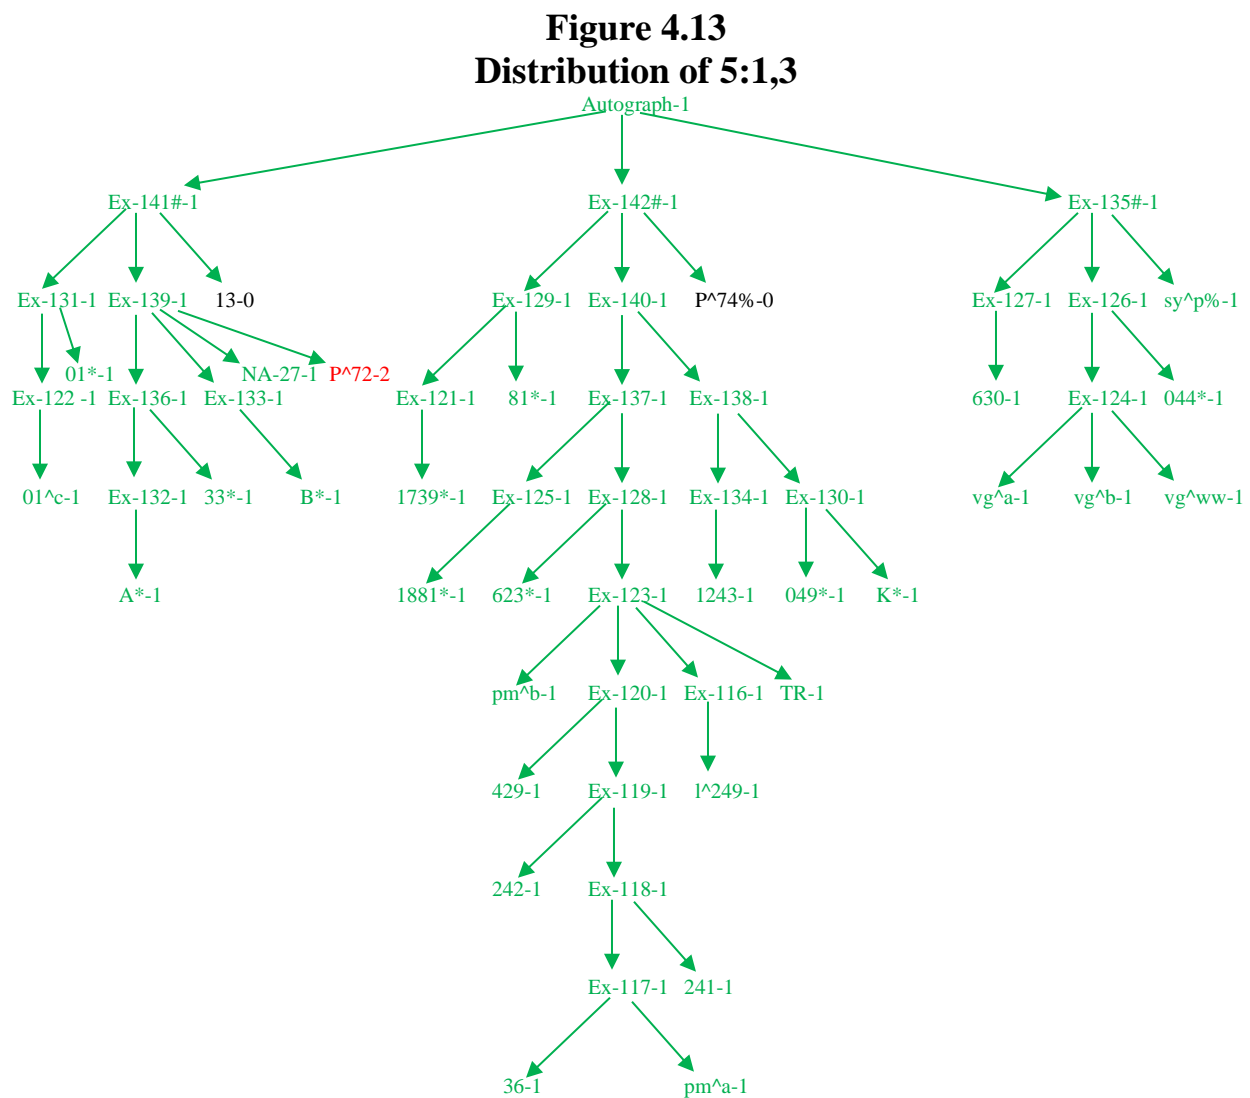 Figure 4.13
Distribution of 5:1,3
Autograph-1
Ex-141#-1 Ex-142#-1 Ex-135#-1
Ex-131-1 Ex-139-1 13-0 Ex-129-1 Ex-140-1 P^74%-0 Ex-127-1 Ex-126-1 sy^p%-1
01*-1 NA-27-1 P^72-2
Ex-122 -1 Ex-136-1 Ex-133-1 Ex-121-1 81*-1 Ex-137-1 Ex-138-1 630-1 Ex-124-1 044*-1
01^c-1 Ex-132-1 33*-1 B*-1 1739*-1 Ex-125-1 Ex-128-1 Ex-134-1 Ex-130-1 vg^a-1 vg^b-1 vg^ww-1
A*-1 1881*-1 623*-1 Ex-123-1 1243-1 049*-1 K*-1
pm^b-1 Ex-120-1 Ex-116-1 TR-1
429-1 Ex-119-1 l^249-1
242-1 Ex-118-1
Ex-117-1 241-1
36-1 pm^a-1